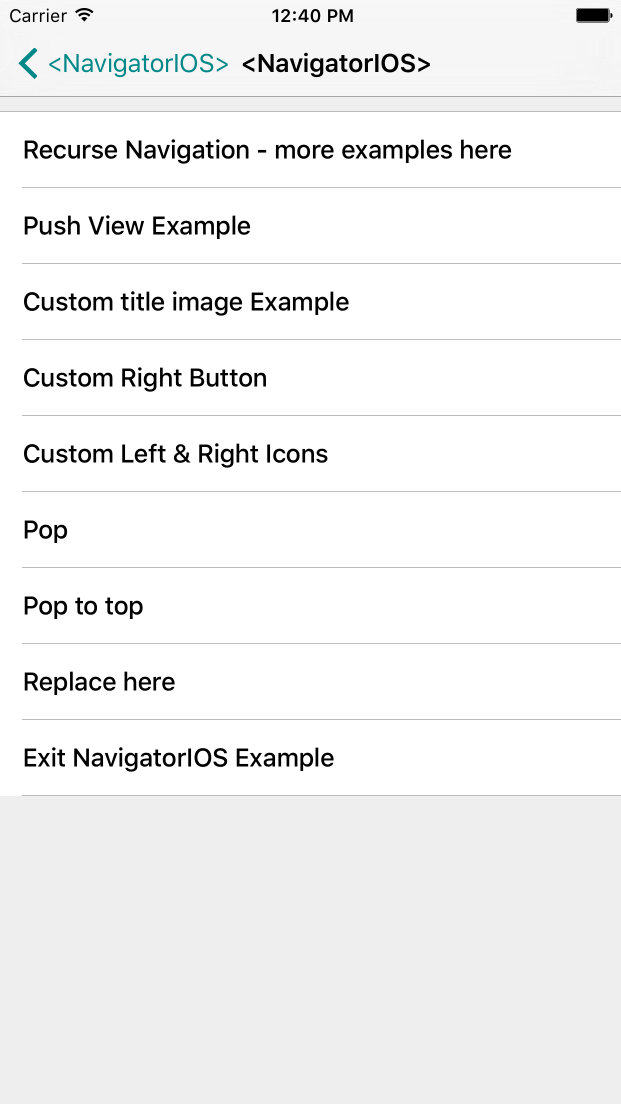 Carrier 12:40 PM
<NavigatorIOS> <NavigatorIOS>
Recurse Navigation - more examples here
Push View Example
Custom title image Example
Custom Right Button
Custom Left & Right Icons
Pop
Pop to top
Replace here
Exit NavigatorIOS Example